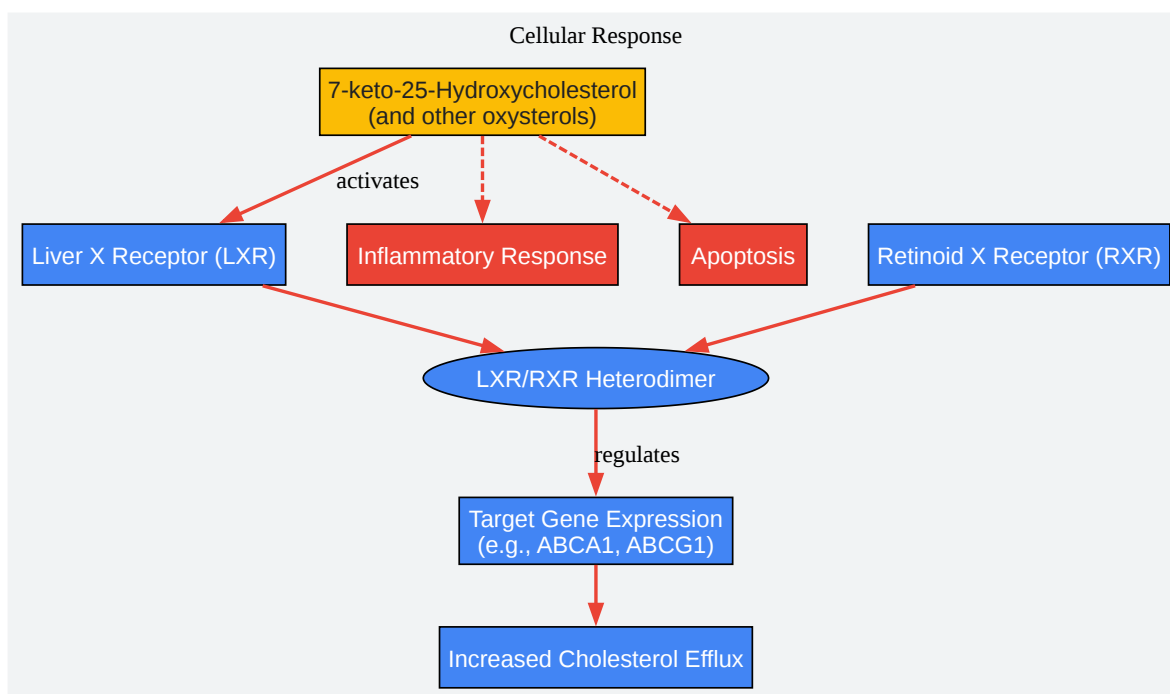 Cellular Response
7-keto-25-Hydroxycholesterol
(and other oxysterols)
activates
Liver X Receptor (LXR)
Inflammatory Response
Apoptosis
Retinoid X Receptor (RXR)
LXR/RXR Heterodimer
regulates
Target Gene Expression
(e.g., ABCA1, ABCG1)
Increased Cholesterol Efflux